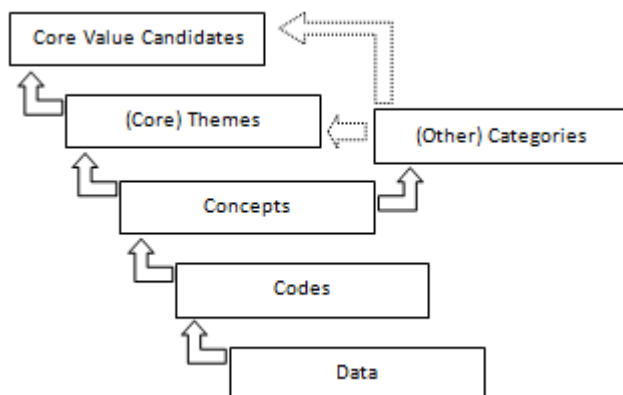 Core Value Candidates
(Core) Themes
(Other) Categories
Concepts
Codes
Data